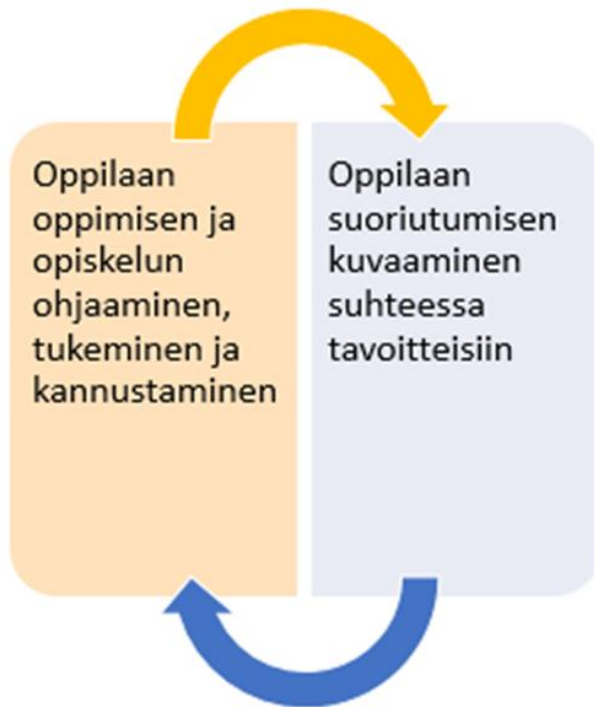 Oppilaan
oppimisen ja
opiskelun
ohjaaminen,
tukeminen ja
kannustaminen
Oppilaan
suoriutumisen
kuvaaminen
suhteessa
tavoitteisiin